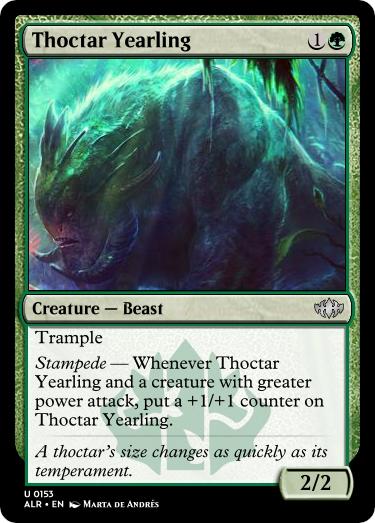 Thoctar Yearling 1
Creature — Beast
Trample
Stampede — Whenever Thoctar
Yearling and a creature with greater
power attack, put a +1/+1 counter on
Thoctar Yearling.
A thoctar's size changes as quickly as its
temperament.
2/2
U 0153
ALR • EN Marta de Andrés